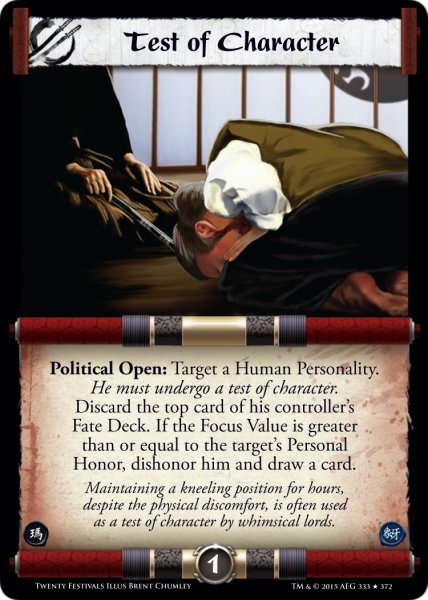 Test of Character
Political Open: Target a Human Personality.
He must undergo a test of character.
Discard the top card of his controller's
Fate Deck. If the Focus Value is greater
than or equal to the target's Personal
Honor, dishonor him and draw a card.
Maintaining a kneeling position for hours,
despite the physical discomfort, is often used
as a test of character by whimsical lords.
瑪
1
Twenty Festivals Illus Brent Chumley
TM & © 2015 AEG 333 ★ 372